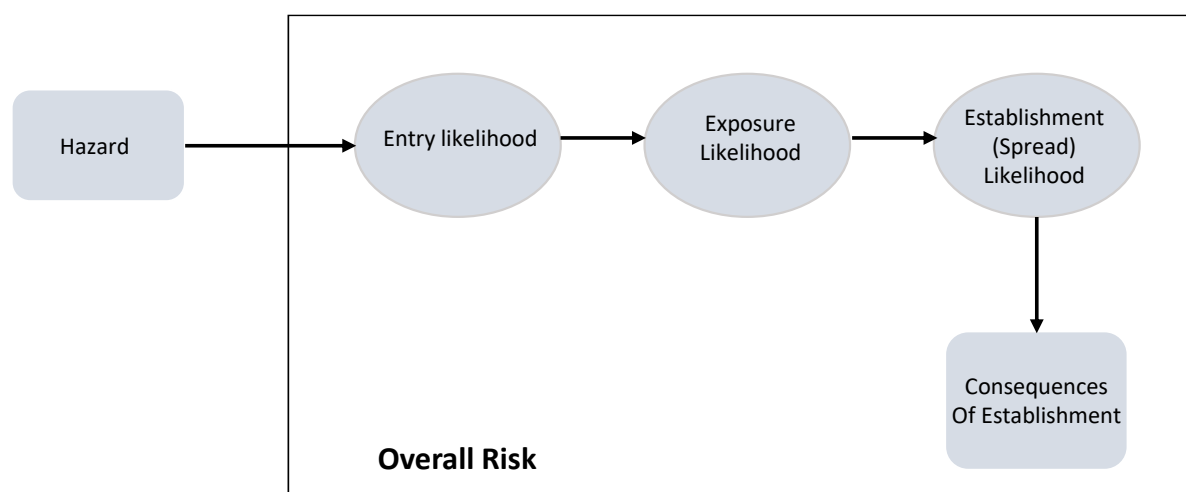 Hazard
Entry likelihood
Exposure
Likelihood
Establishment
(Spread)
Likelihood
Consequences
Of Establishment
Overall Risk